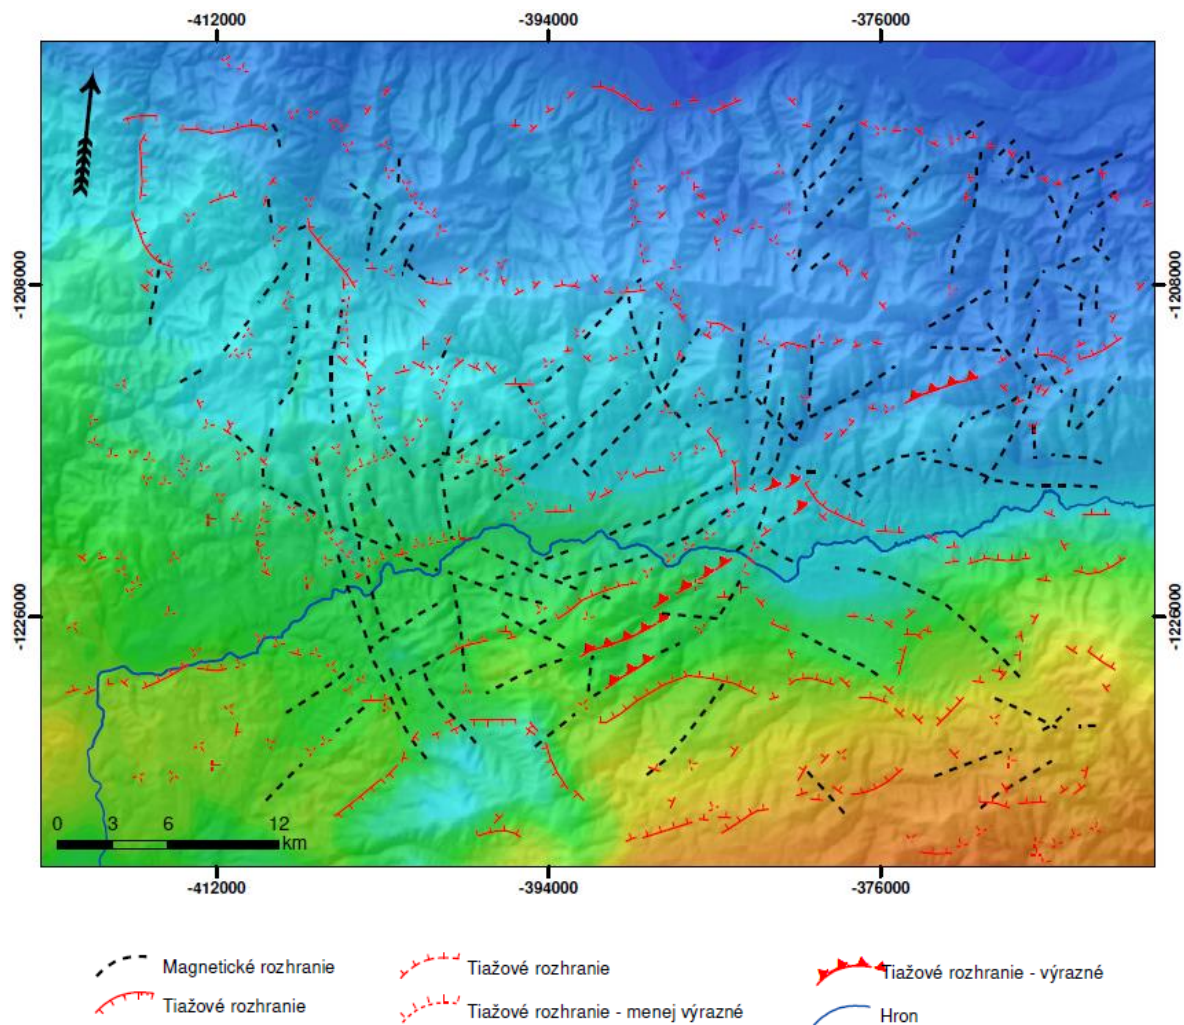 -412000 -394000 -376000
-1208000 -1208000
-1226000 -1226000
0 3 6 12
km
-412000 -394000 -376000
Magnetické rozhranie Tiažové rozhranie Tiažové rozhranie - výrazné
Tiažové rozhranie Tiažové rozhranie - menej výrazné Hron